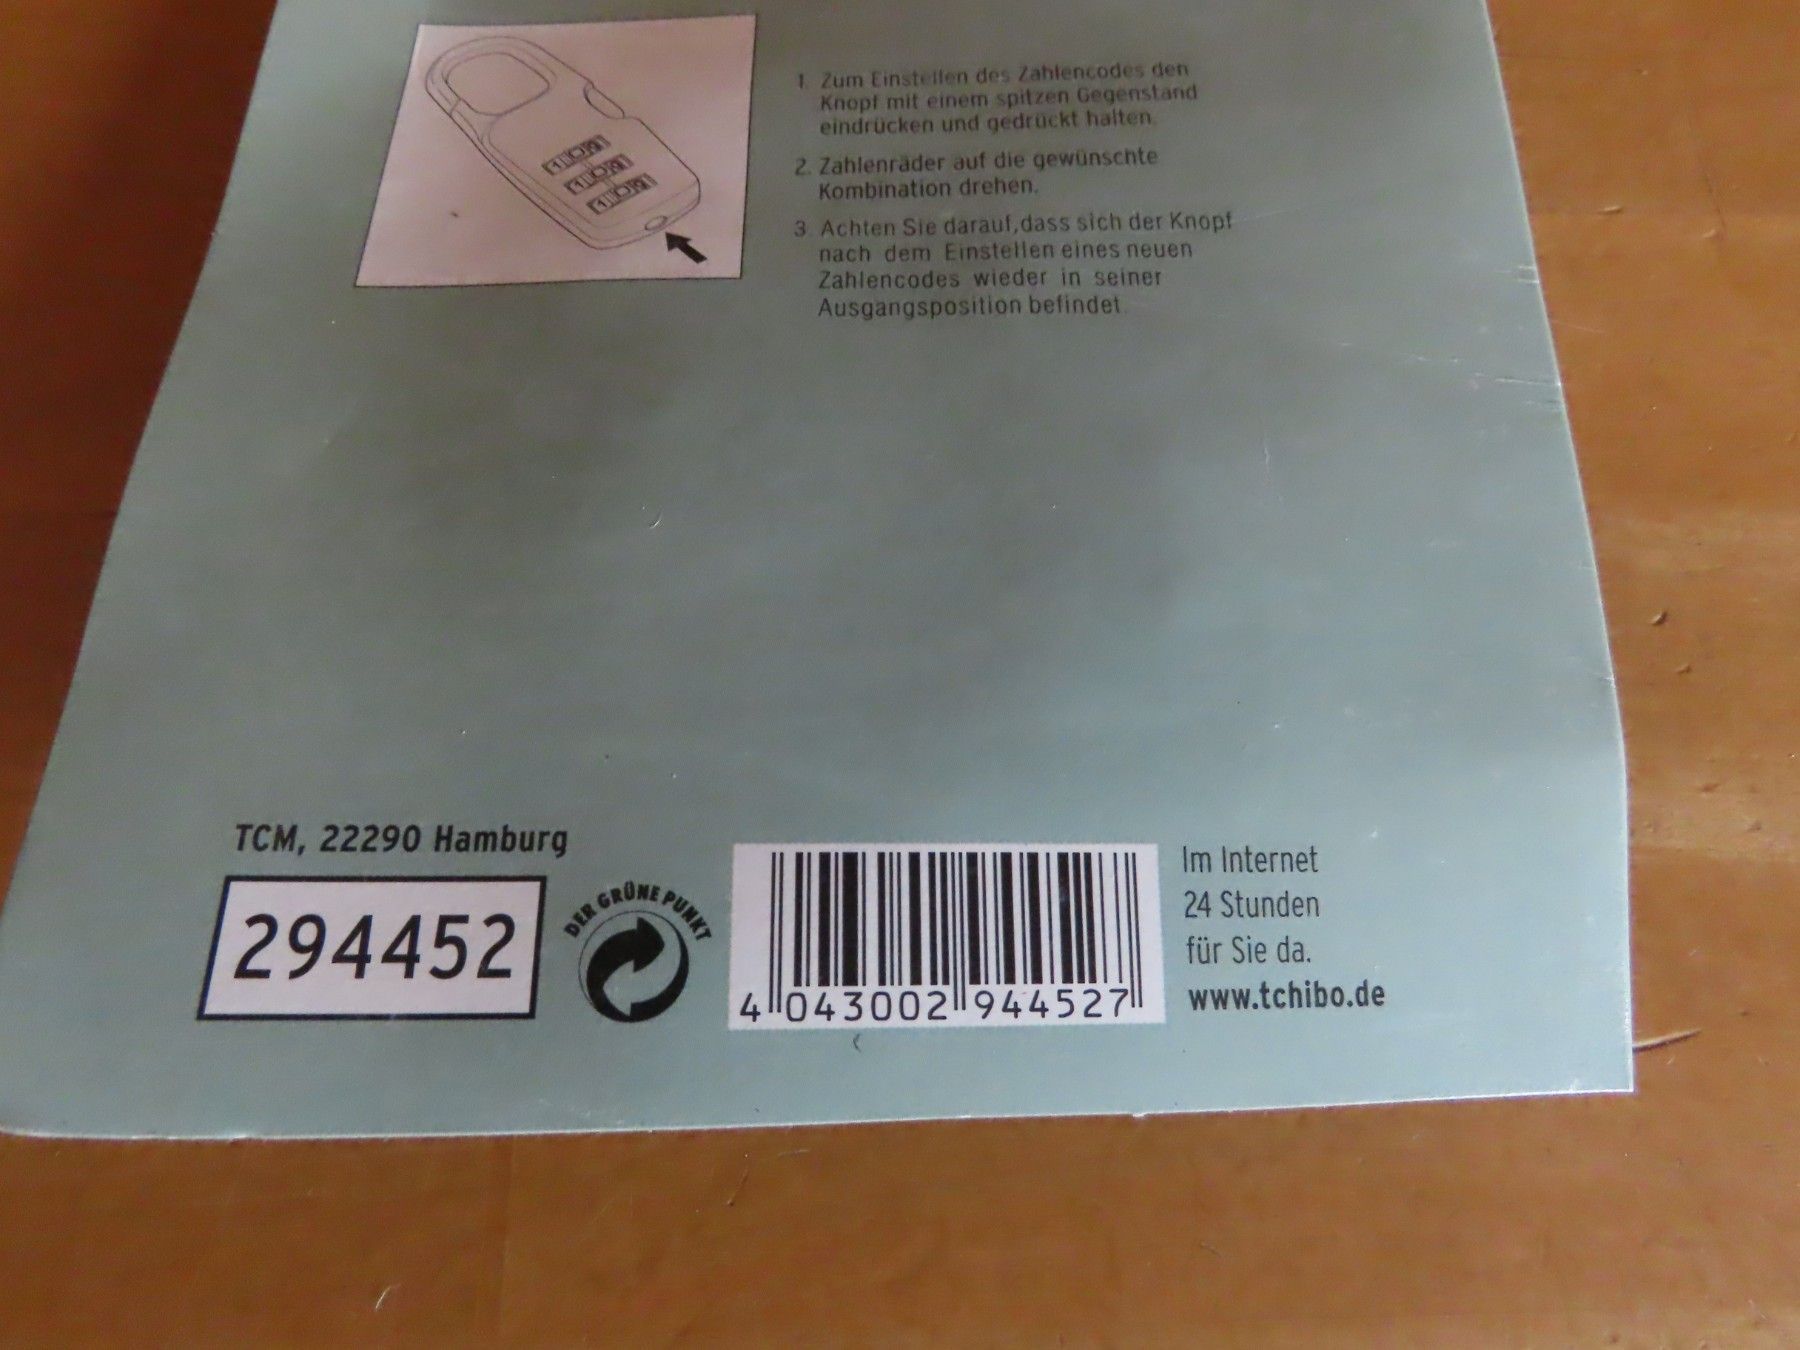 1. Zum Einstellen des Zahlencodes den
Knopf mit einem spitzen Gegenstand
eindrücken und gedrückt halten.
2. Zahlenräder auf die gewünschte
Kombination drehen.
3. Achten Sie darauf, dass sich der Knopf
nach dem Einstellen eines neuen
Zahlencodes wieder in seiner
Ausgangsposition befindet.
TCM, 22290 Hamburg
294452
DER GRÜNE PUNKT
4 043002 944527
Im Internet
24 Stunden
für Sie da.
www.tchibo.de